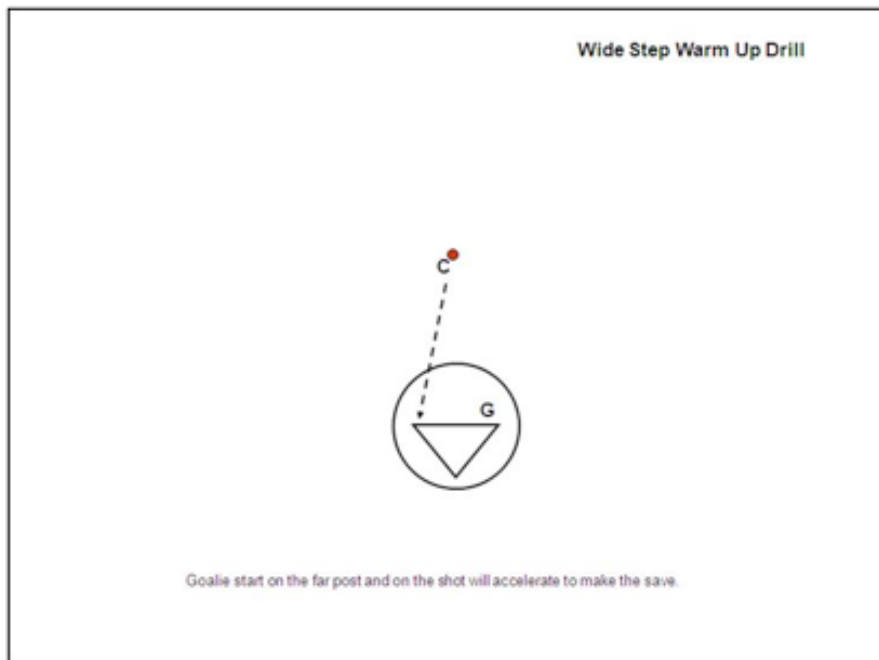 Wide Step Warm Up Drill
C
G
Goalie start on the far post and on the shot will accelerate to make the save.